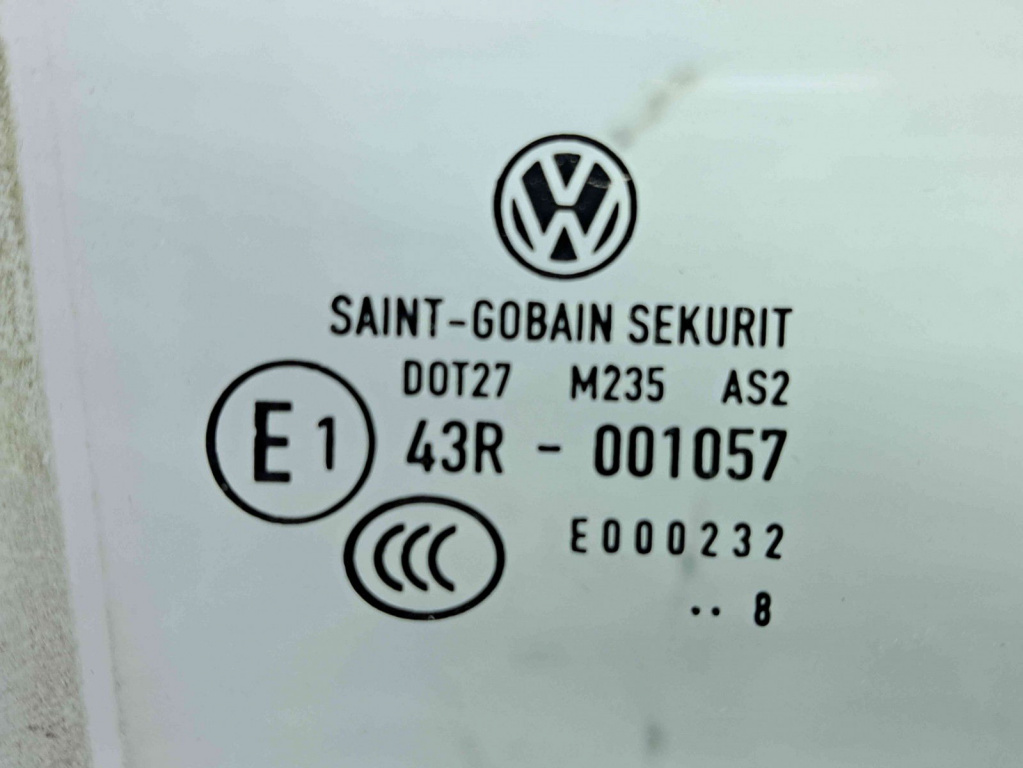 SAINT-GOBAIN SEKURIT
DOT27 M235 AS2
E1 43R - 001057
CCC E000232
.. 8